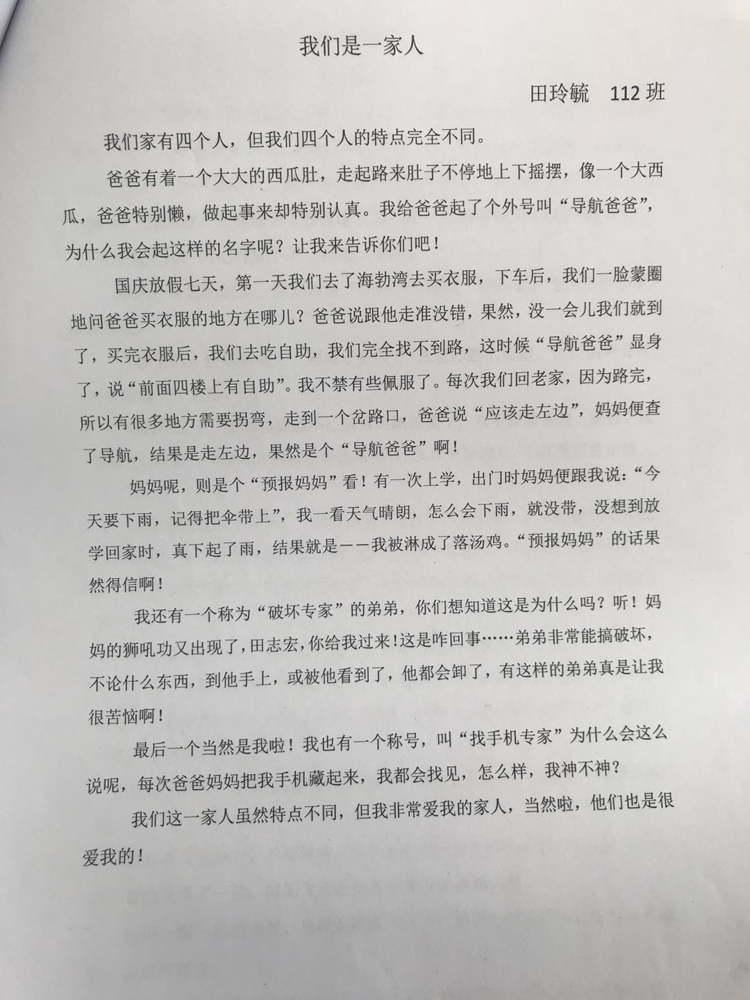 我们是一家人
田玲毓 112 班
我们家有四个人，但我们四个人的特点完全不同。
爸爸有着一个大大的西瓜肚，走起路来肚子不停地上下摇摆，像一个大西
瓜，爸爸特别懒，做起事来却特别认真。我给爸爸起了个外号叫“导航爸爸”，
为什么我会起这样的名字呢？让我来告诉你们吧！
国庆放假七天，第一天我们去了海勃湾去买衣服，下车后，我们一脸蒙圈
地问爸爸买衣服的地方在哪儿？爸爸说跟他走准没错，果然，没一会儿我们就到
了，买完衣服后，我们去吃自助，我们完全找不到路，这时候“导航爸爸”显身
了，说“前面四楼上有自助”。我不禁有些佩服了。每次我们回老家，因为路完，
所以有很多地方需要拐弯，走到一个岔路口，爸爸说“应该走左边”，妈妈便查
了导航，结果是走左边，果然是个“导航爸爸”啊！
妈妈呢，则是个“预报妈妈”看！有一次上学，出门时妈妈便跟我说：“今
天要下雨，记得把伞带上”，我一看天气晴朗，怎么会下雨，就没带，没想到放
学回家时，真下起了雨，结果就是－－我被淋成了落汤鸡。“预报妈妈”的话果
然得信啊！
我还有一个称为“破坏专家”的弟弟，你们想知道这是为什么吗？听！妈
妈的狮吼功又出现了，田志宏，你给我过来！这是咋回事……弟弟非常能搞破坏，
不论什么东西，到他手上，或被他看到了，他都会卸了，有这样的弟弟真是让我
很苦恼啊！
最后一个当然是我啦！我也有一个称号，叫“找手机专家”为什么会这么
说呢，每次爸爸妈妈把我手机藏起来，我都会找见，怎么样，我神不神？
我们这一家人虽然特点不同，但我非常爱我的家人，当然啦，他们也是很
爱我的！